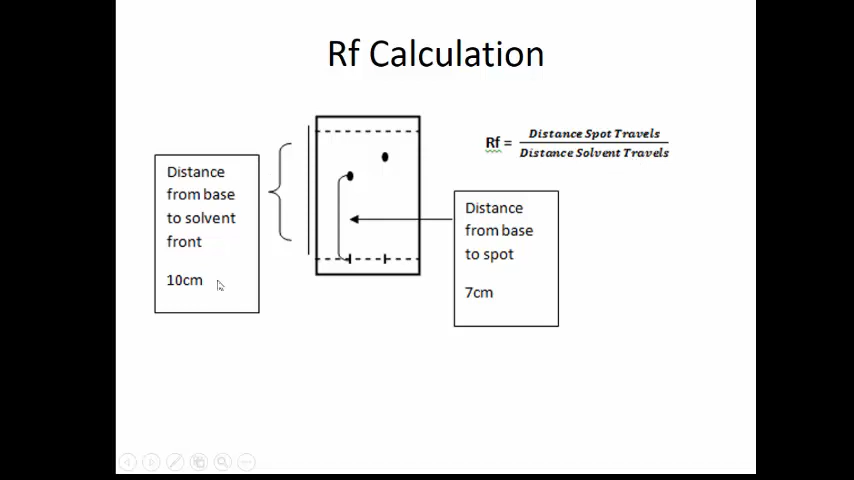 Rf Calculation
Rf = Distance Spot Travels
Distance Solvent Travels
Distance
from base
to solvent
front
10cm
Distance
from base
to spot
7cm